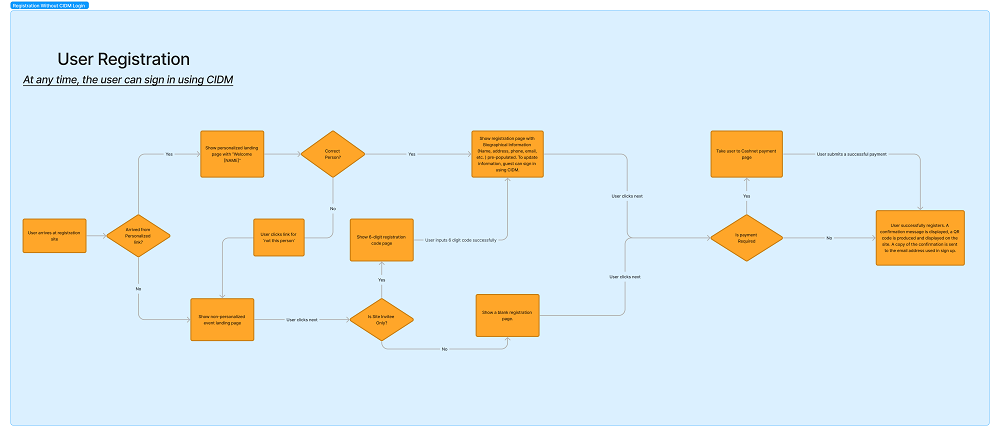 Registration Without CIDM Login
User Registration
At any time, the user can sign in using CIDM
User arrives at registration
site
Arrived from
Personalized
link?
Yes
No
Show personalized landing
page with "Welcome
[NAME]"
Correct
Person?
Yes
No
User clicks link for
'not this person'
Show non-personalized
event landing page
User clicks next
Is Site Invitee
Only?
Yes
No
Show 6-digit registration
code page
User inputs 6 digit code successfully
Show registration page with
Biographical Information
(Name, address, phone, email,
etc. ) pre-populated. To update
information, guest can sign in
using CIDM.
Show a blank registration
page.
User clicks next
User clicks next
Is payment
Required
Yes
No
Take user to Cashnet payment
page
User submits a successful payment
User successfully registers. A
confirmation message is displayed, a QR
code is produced and displayed on the
site. A copy of the confirmation is sent
to the email address used in sign up.